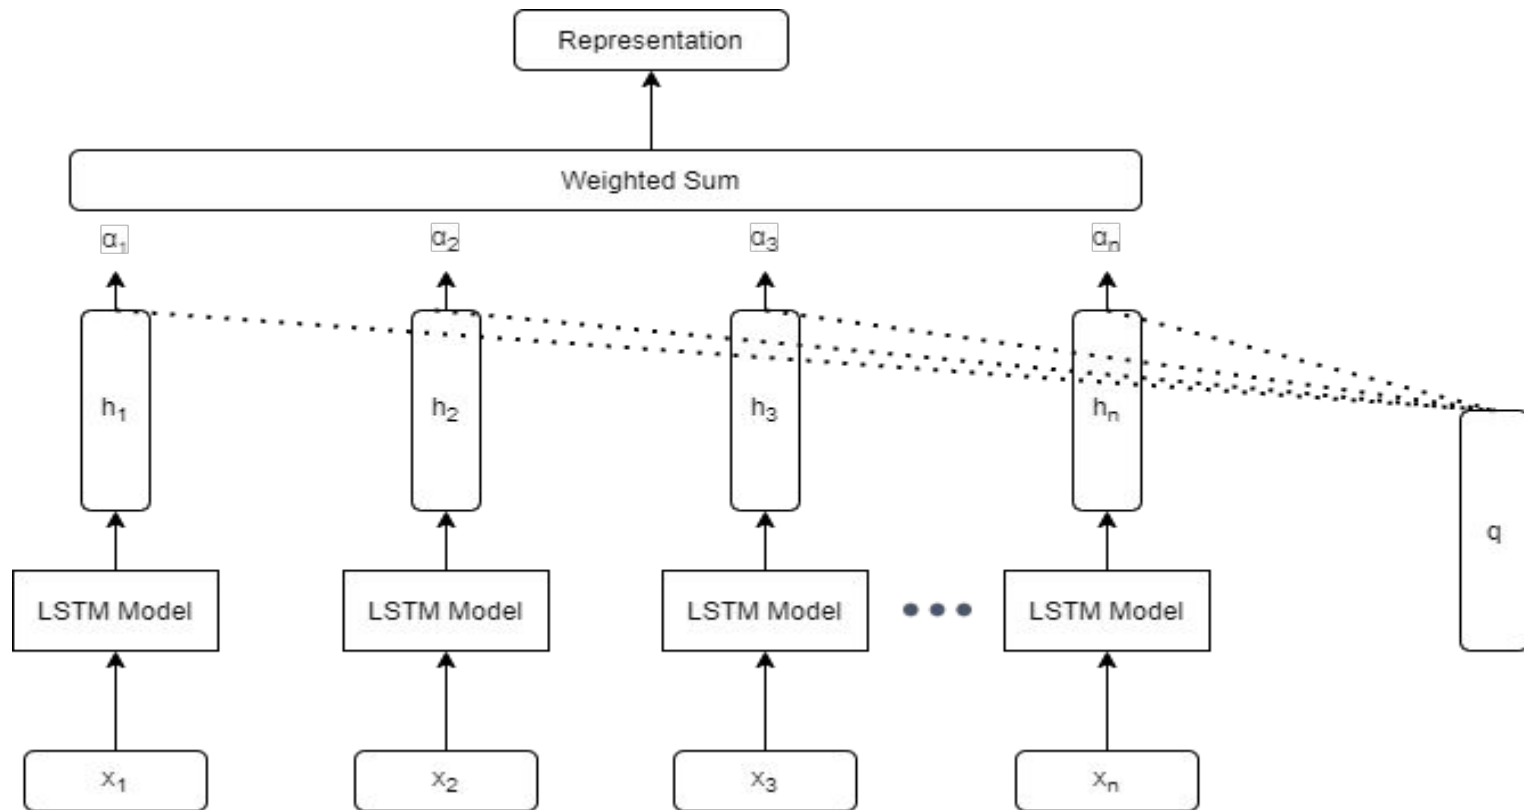 Representation
Weighted Sum
α₁ α₂ α₃ αₙ
h₁ h₂ h₃ hₙ
q
LSTM Model LSTM Model LSTM Model LSTM Model
x₁ x₂ x₃ xₙ